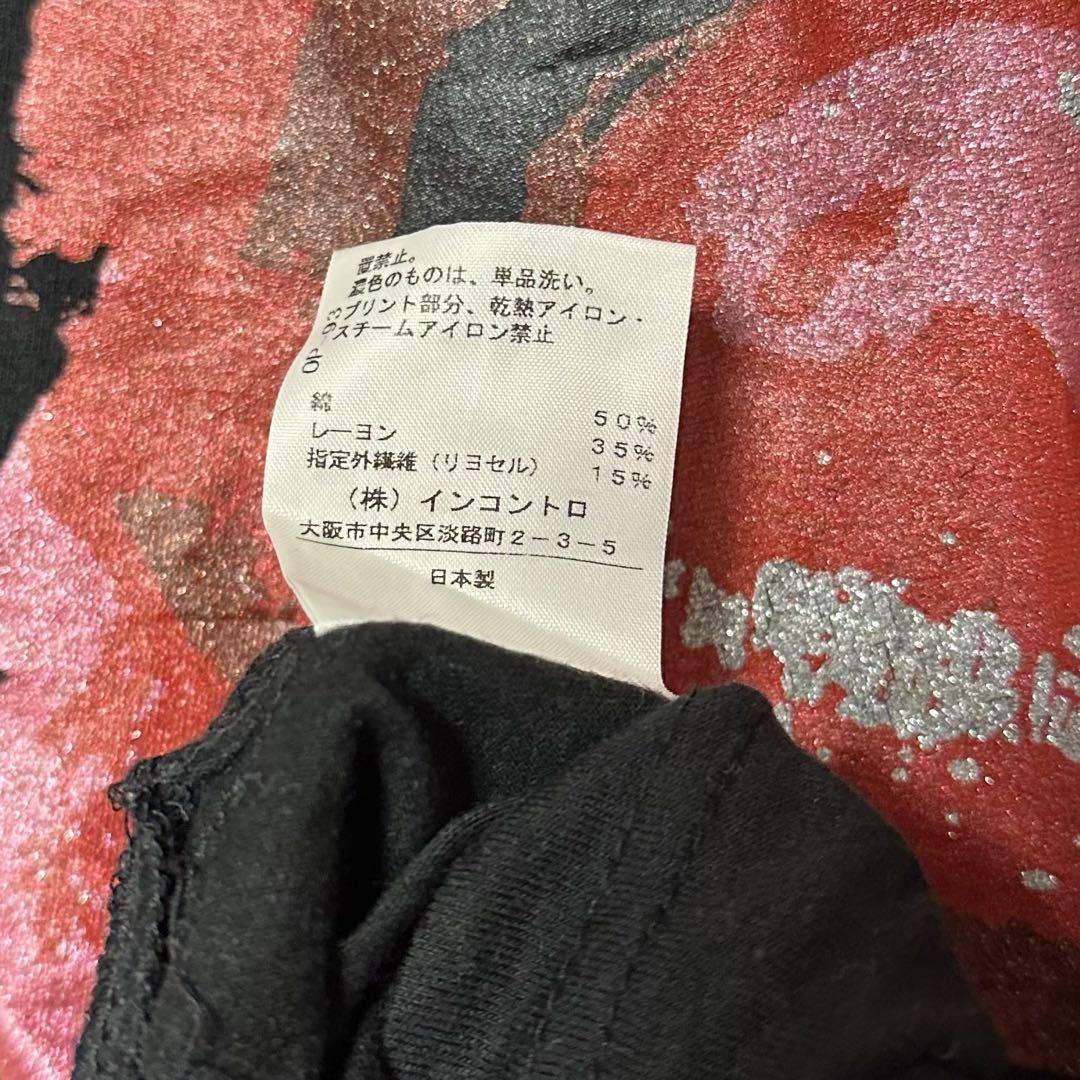 置禁止。
濃色のものは、単品洗い。
プリント部分、乾熱アイロン・
スチームアイロン禁止
綿 50%
レーヨン 35%
指定外繊維（リヨセル） 15%
（株）インコントロ
大阪市中央区淡路町2－3－5
日本製